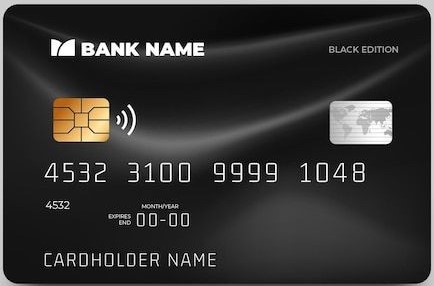 BANK NAME
BLACK EDITION
4532 3100 9999 1048
4532
MONTH/YEAR
EXPIRES
END
00-00
CARDHOLDER NAME